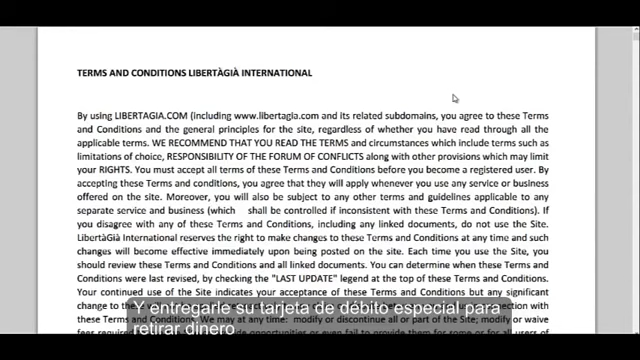 TERMS AND CONDITIONS LIBERTÀGIÀ INTERNATIONAL
By using LIBERTAGIA.COM (including www.libertagia.com and its related subdomains, you agree to these Terms
and Conditions and the general principles for the site, regardless of whether you have read through all the
applicable terms. WE RECOMMEND THAT YOU READ THE TERMS and circumstances which include terms such as
limitations of choice, RESPONSIBILITY OF THE FORUM OF CONFLICTS along with other provisions which may limit
your RIGHTS. You must accept all terms of these Terms and Conditions before you become a registered user. By
accepting these Terms and conditions, you agree that they will apply whenever you use any service or business
offered on the site. Moreover, you will also be subject to any other terms and guidelines applicable to any
separate service and business (which shall be controlled if inconsistent with these Terms and Conditions). If
you disagree with any of these Terms and Conditions, including any linked documents, do not use the Site.
LibertàGià International reserves the right to make changes to these Terms and Conditions at any time and such
changes will become effective immediately upon being posted on the site. Each time you use the Site, you
should review these Terms and Conditions and all linked documents. You can determine when these Terms and
Conditions were last revised, by checking the "LAST UPDATE" legend at the top of these Terms and Conditions.
Your continued use of the Site indicates your acceptance of these Terms and Conditions but any significant
change to these will
Y entregarle su tarjeta de débito especial para
retirar dinero